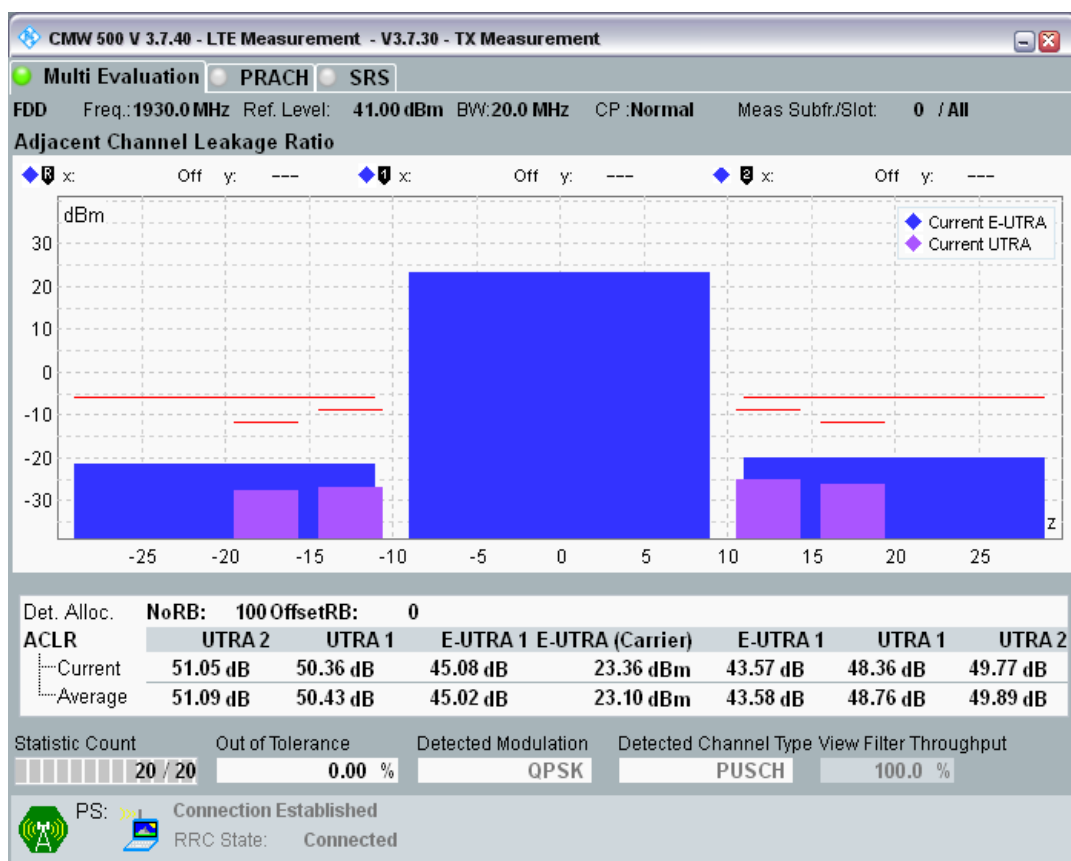 CMW 500 V 3.7.40 - LTE Measurement - V3.7.30 - TX Measurement
Multi Evaluation PRACH SRS
FDD Freq.: 1930.0 MHz Ref. Level: 41.00 dBm BW: 20.0 MHz CP : Normal Meas Subfr./Slot: 0 / All
Adjacent Channel Leakage Ratio
R x: Off y: --- 1 x: Off y: --- 2 x: Off y: ---
dBm
Current E-UTRA
Current UTRA
30
20
10
0
-10
-20
-30
z
-25 -20 -15 -10 -5 0 5 10 15 20 25
Det. Alloc. NoRB: 100 OffsetRB: 0
ACLR UTRA 2 UTRA 1 E-UTRA 1 E-UTRA (Carrier) E-UTRA 1 UTRA 1 UTRA 2
Current 51.05 dB 50.36 dB 45.08 dB 23.36 dBm 43.57 dB 48.36 dB 49.77 dB
Average 51.09 dB 50.43 dB 45.02 dB 23.10 dBm 43.58 dB 48.76 dB 49.89 dB
Statistic Count Out of Tolerance Detected Modulation Detected Channel Type View Filter Throughput
20 / 20 0.00 % QPSK PUSCH 100.0 %
PS: Connection Established
RRC State: Connected